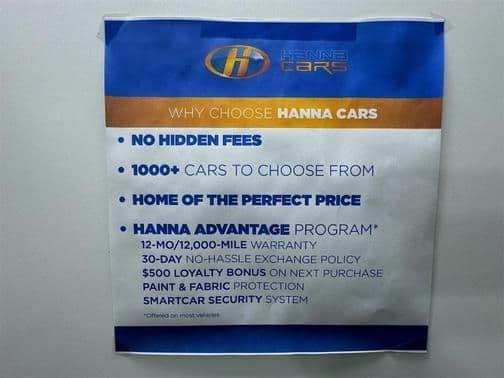 H HANNA
CARS
WHY CHOOSE HANNA CARS
• NO HIDDEN FEES
• 1000+ CARS TO CHOOSE FROM
• HOME OF THE PERFECT PRICE
• HANNA ADVANTAGE PROGRAM*
12-MO/12,000-MILE WARRANTY
30-DAY NO-HASSLE EXCHANGE POLICY
$500 LOYALTY BONUS ON NEXT PURCHASE
PAINT & FABRIC PROTECTION
SMARTCAR SECURITY SYSTEM
*Offered on most vehicles